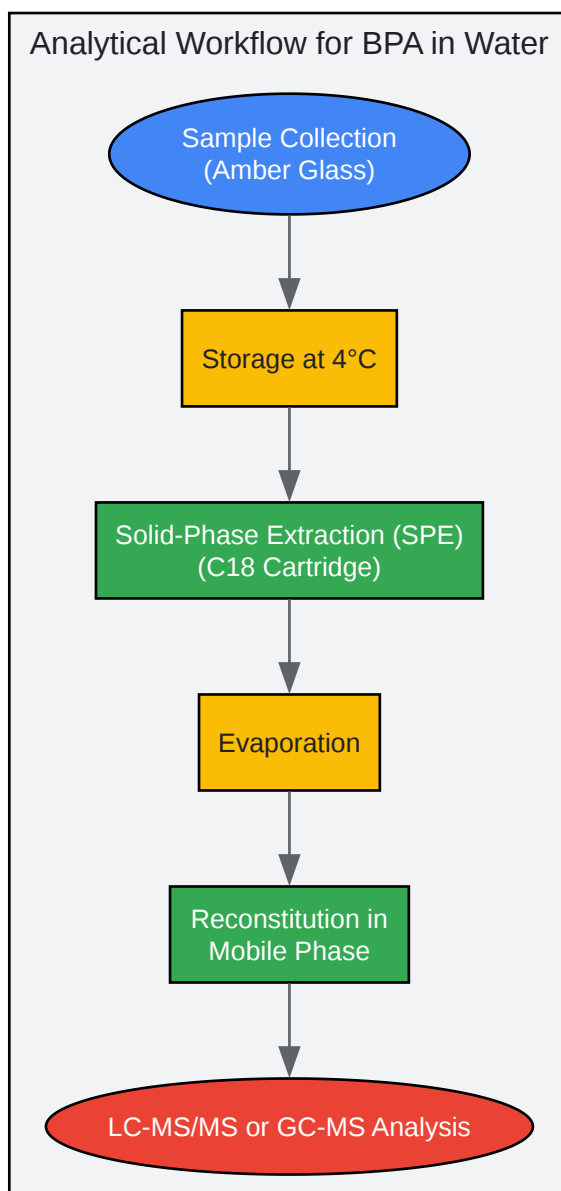 Analytical Workflow for BPA in Water
Sample Collection
(Amber Glass)
Storage at 4°C
Solid-Phase Extraction (SPE)
(C18 Cartridge)
Evaporation
Reconstitution in
Mobile Phase
LC-MS/MS or GC-MS Analysis